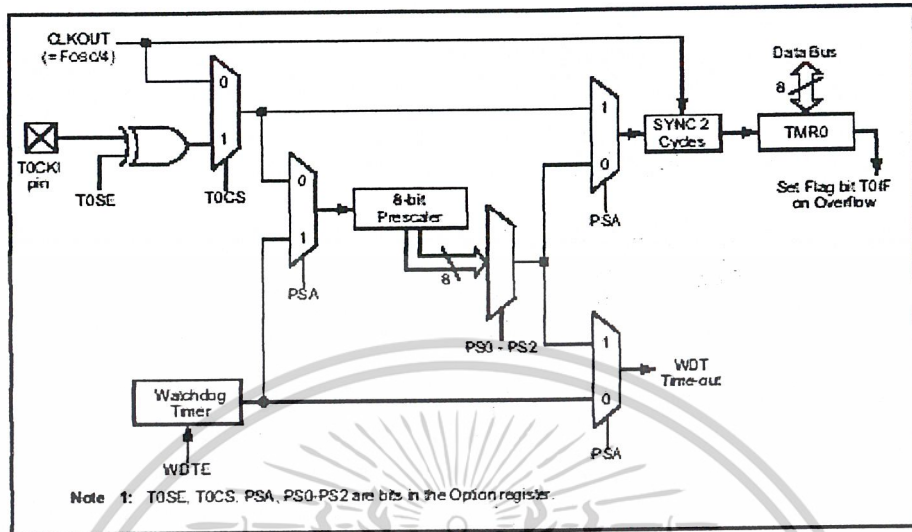 CLKOUT
(= Fosc/4)
Data Bus
8
0
1
1
0
SYNC 2
Cycles
TMR0
T0CKI
pin
T0SE
T0CS
0
1
8-bit
Prescaler
8
PSA
Set Flag bit T0IF
on Overflow
PSA
PS0 - PS2
1
0
WDT
Time-out
Watchdog
Timer
WDTE
PSA
Note 1: T0SE, T0CS, PSA, PS0-PS2 are bits in the Option register.